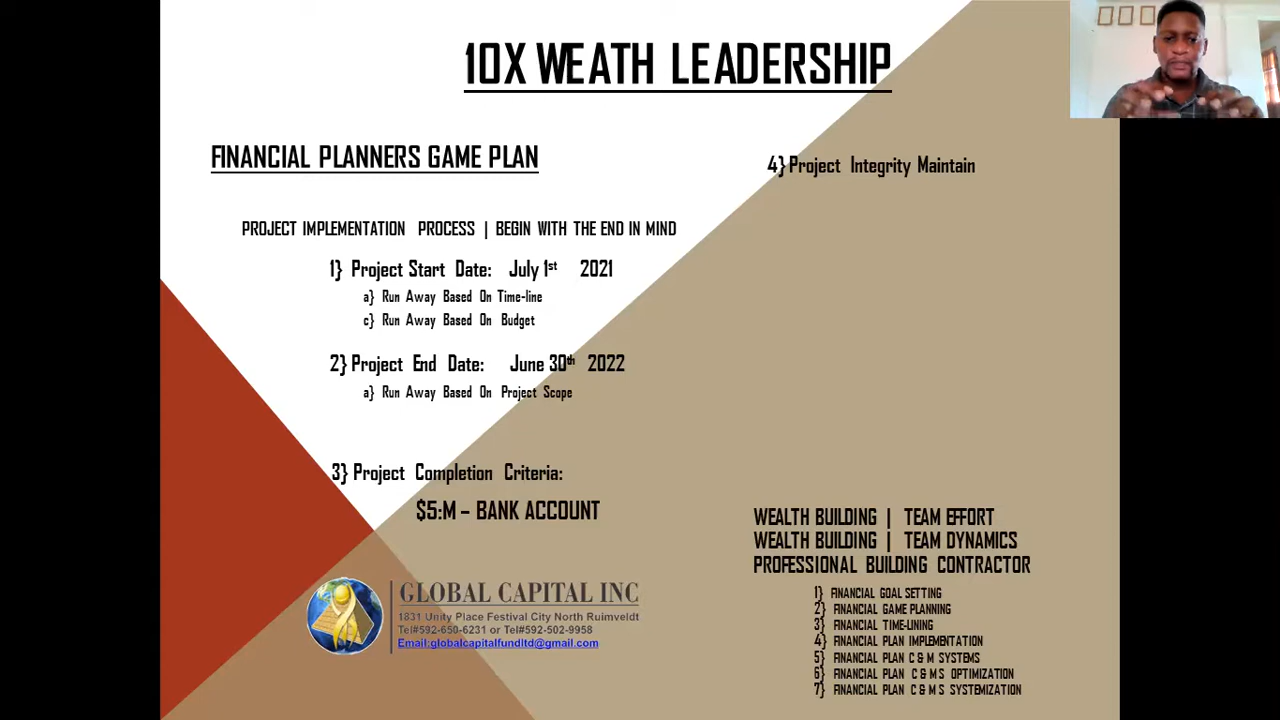 10X WEATH LEADERSHIP
FINANCIAL PLANNERS GAME PLAN
PROJECT IMPLEMENTATION PROCESS | BEGIN WITH THE END IN MIND
1} Project Start Date: July 1st 2021
a} Run Away Based On Time-line
c} Run Away Based On Budget
2} Project End Date: June 30th 2022
a} Run Away Based On Project Scope
3} Project Completion Criteria:
$5:M – BANK ACCOUNT
GLOBAL CAPITAL INC
1831 Unity Place Festival City North Ruimveldt
Tel#592-650-6231 or Tel#592-502-9958
Email:globalcapitalfundltd@gmail.com
4} Project Integrity Maintain
WEALTH BUILDING | TEAM EFFORT
WEALTH BUILDING | TEAM DYNAMICS
PROFESSIONAL BUILDING CONTRACTOR
1} FINANCIAL GOAL SETTING
2} FINANCIAL GAME PLANNING
3} FINANCIAL TIME-LINING
4} FINANCIAL PLAN IMPLEMENTATION
5} FINANCIAL PLAN C & M SYSTEMS
6} FINANCIAL PLAN C & M S OPTIMIZATION
7} FINANCIAL PLAN C & M S SYSTEMIZATION